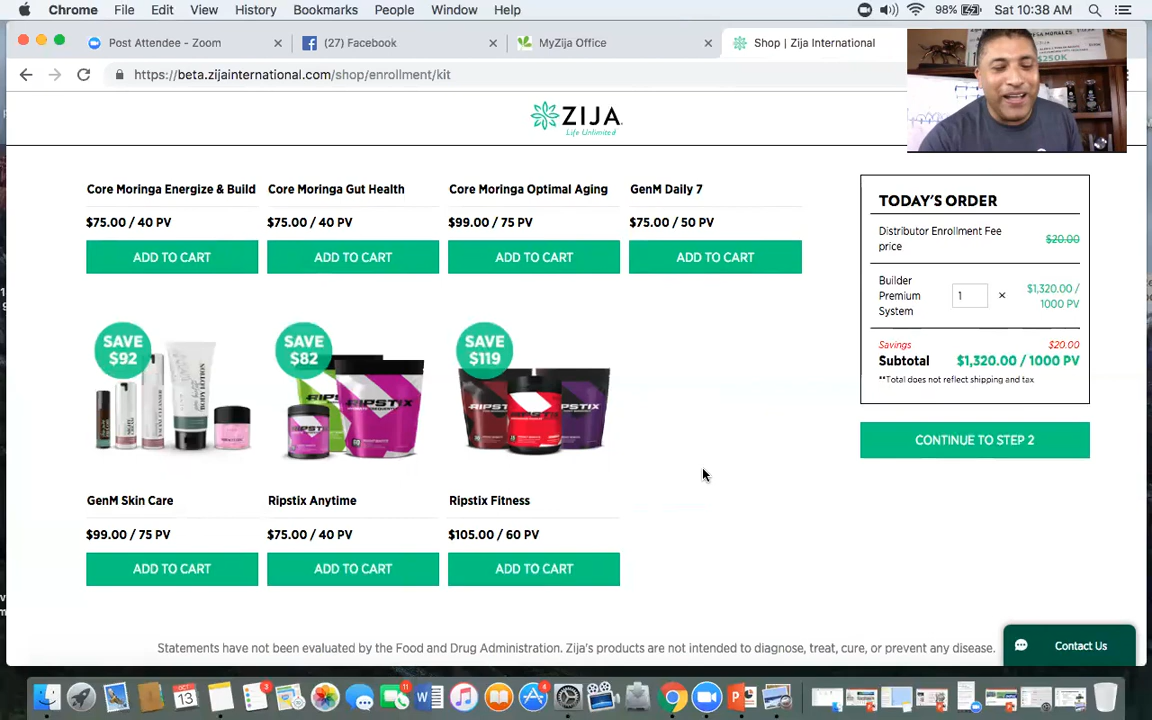 Chrome File Edit View History Bookmarks People Window Help 98% Sat 10:38 AM
Post Attendee - Zoom × (27) Facebook × MyZija Office × Shop | Zija International
https://beta.zijainternational.com/shop/enrollment/kit
ZIJA
Life Unlimited
$250K
Core Moringa Energize & Build Core Moringa Gut Health Core Moringa Optimal Aging GenM Daily 7
$75.00 / 40 PV $75.00 / 40 PV $99.00 / 75 PV $75.00 / 50 PV
ADD TO CART ADD TO CART ADD TO CART ADD TO CART
SAVE $92
SAVE $82
SAVE $119
RIPSTIX
RIPSTIX
RIPSTIX
GenM Skin Care Ripstix Anytime Ripstix Fitness
$99.00 / 75 PV $75.00 / 40 PV $105.00 / 60 PV
ADD TO CART ADD TO CART ADD TO CART
TODAY'S ORDER
Distributor Enrollment Fee
price $20.00
Builder
Premium
System
1 × $1,320.00 /
1000 PV
Savings $20.00
Subtotal $1,320.00 / 1000 PV
**Total does not reflect shipping and tax
CONTINUE TO STEP 2
Statements have not been evaluated by the Food and Drug Administration. Zija's products are not intended to diagnose, treat, cure, or prevent any disease.
Contact Us
OCT
13
3
11
4